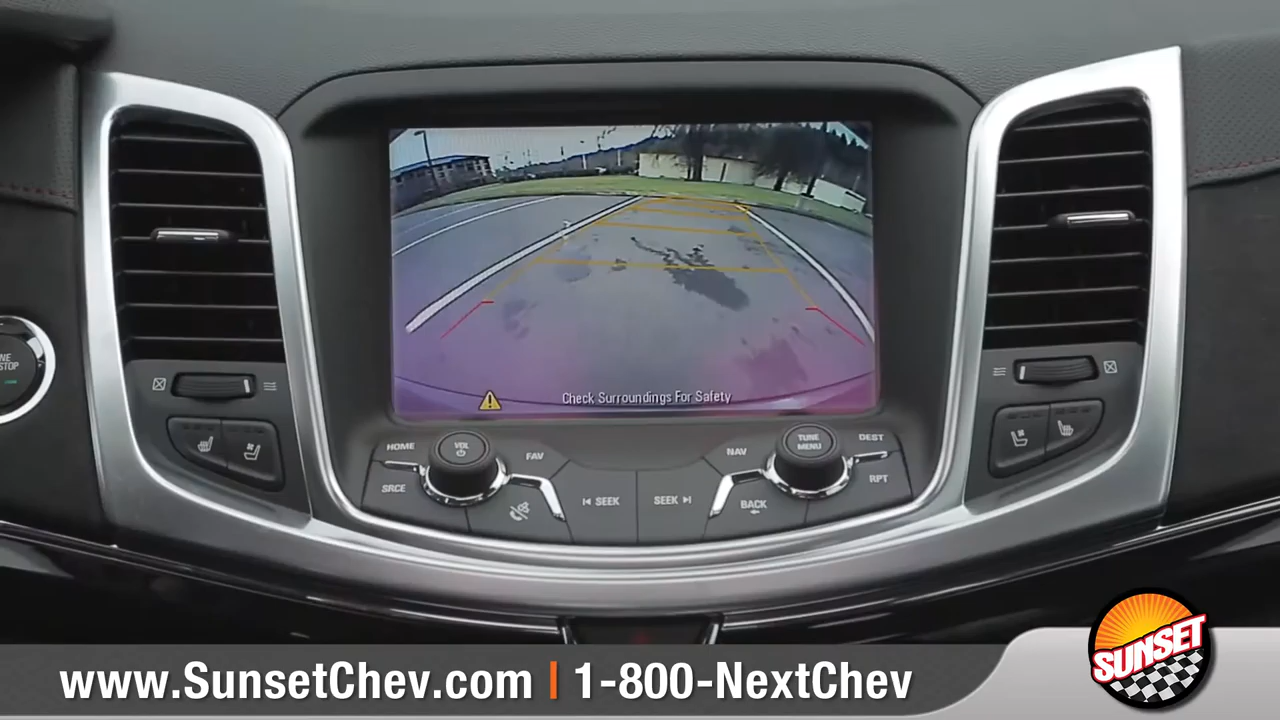 Check Surroundings For Safety
NE
STOP
HOME
VOL
FAV
SRCE
SEEK
SEEK
NAV
TUNE
MENU
DEST
RPT
BACK
www.SunsetChev.com | 1-800-NextChev
SUNSET